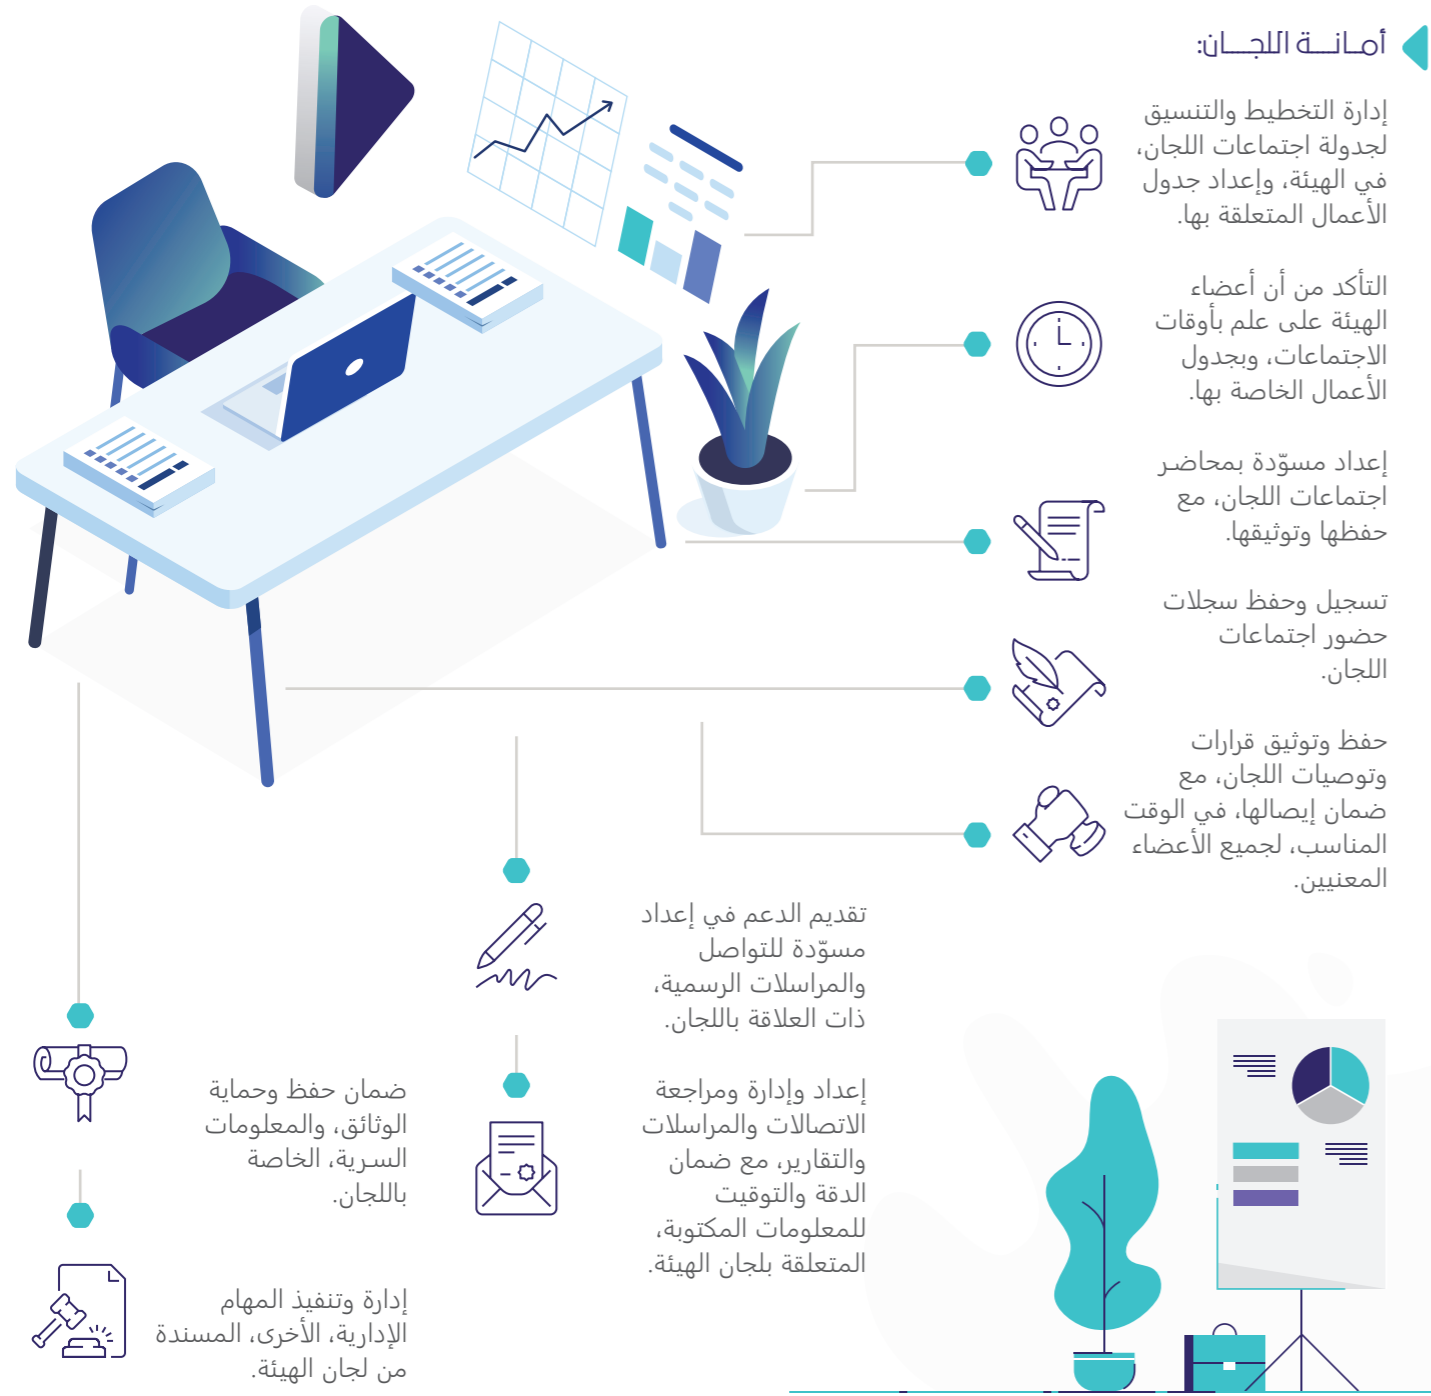 أمــانــــة اللجــــان:
إدارة التخطيط والتنسيق
لجدولة اجتماعات اللجان،
في الهيئة، وإعداد جدول
الأعمال المتعلقة بها.
التأكد من أن أعضاء
الهيئة على علم بأوقات
الاجتماعات، وبجدول
الأعمال الخاصة بها.
إعداد مسوّدة بمحاضر
اجتماعات اللجان، مع
حفظها وتوثيقها.
تسجيل وحفظ سجلات
حضور اجتماعات
اللجان.
حفظ وتوثيق قرارات
وتوصيات اللجان، مع
ضمان إيصالها، في الوقت
المناسب، لجميع الأعضاء
المعنيين.
تقديم الدعم في إعداد
مسوّدة للتواصل
والمراسلات الرسمية،
ذات العلاقة باللجان.
إعداد وإدارة ومراجعة
الاتصالات والمراسلات
والتقارير، مع ضمان
الدقة والتوقيت
للمعلومات المكتوبة،
المتعلقة بلجان الهيئة.
ضمان حفظ وحماية
الوثائق، والمعلومات
السرية، الخاصة
باللجان.
إدارة وتنفيذ المهام
الإدارية، الأخرى، المسندة
من لجان الهيئة.